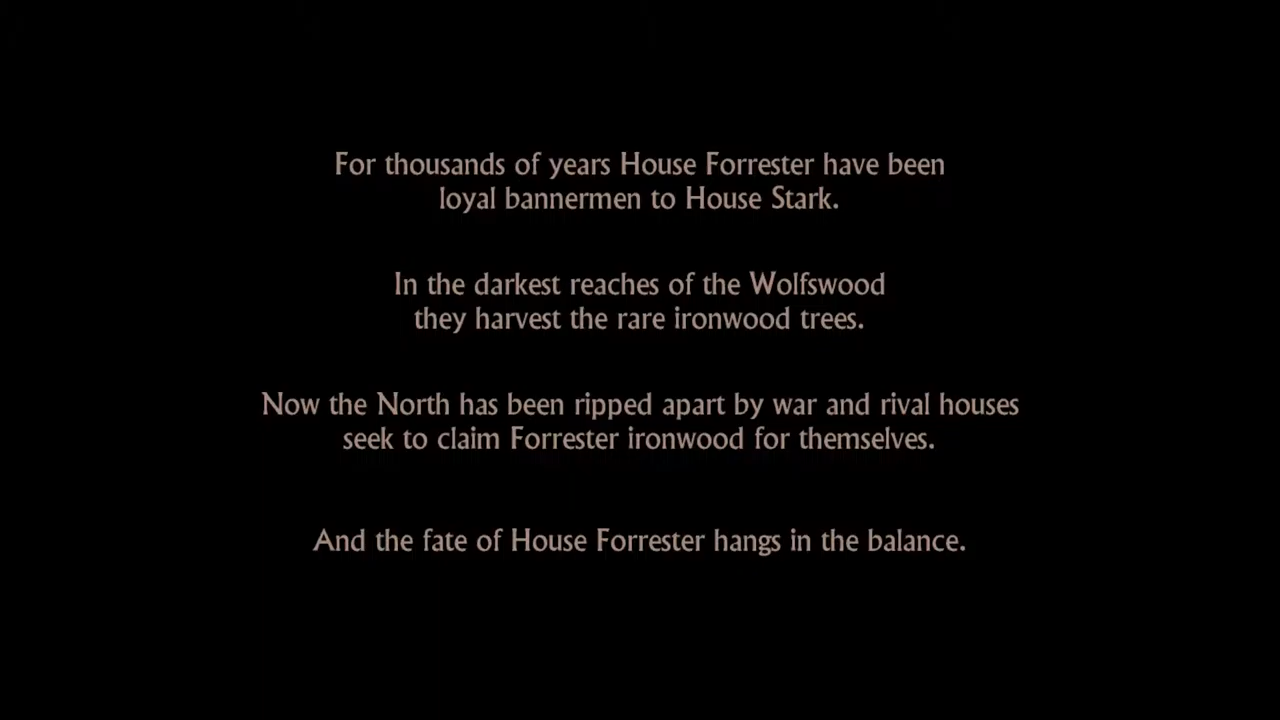 For thousands of years House Forrester have been
loyal bannermen to House Stark.
In the darkest reaches of the Wolfswood
they harvest the rare ironwood trees.
Now the North has been ripped apart by war and rival houses
seek to claim Forrester ironwood for themselves.
And the fate of House Forrester hangs in the balance.